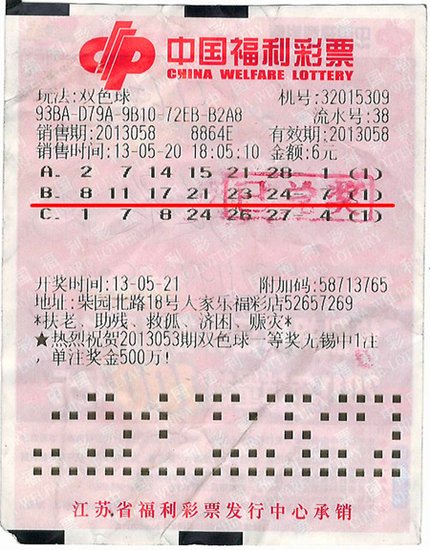 中国福利彩票
CHINA WELFARE LOTTERY
玩法:双色球 机号:32015309
93BA-D79A-9B10-72EB-B2A8 流水号:38
销售期:2013058 8864E 有效期:2013058
销售时间:13-05-20 18:05:10 金额:6元
A. 2 7 14 15 21 28 - 1 (1)
B. 8 11 17 21 23 24 - 7 (1)
C. 1 7 8 24 26 27 - 4 (1)
已兑奖
开奖时间:13-05-21 附加码:58713765
地址:柴园北路18号人家乐福彩店52657269
*扶老、助残、救孤、济困、赈灾*
★热烈祝贺2013053期双色球一等奖无锡中1注,
单注奖金500万!
江苏省福利彩票发行中心承销